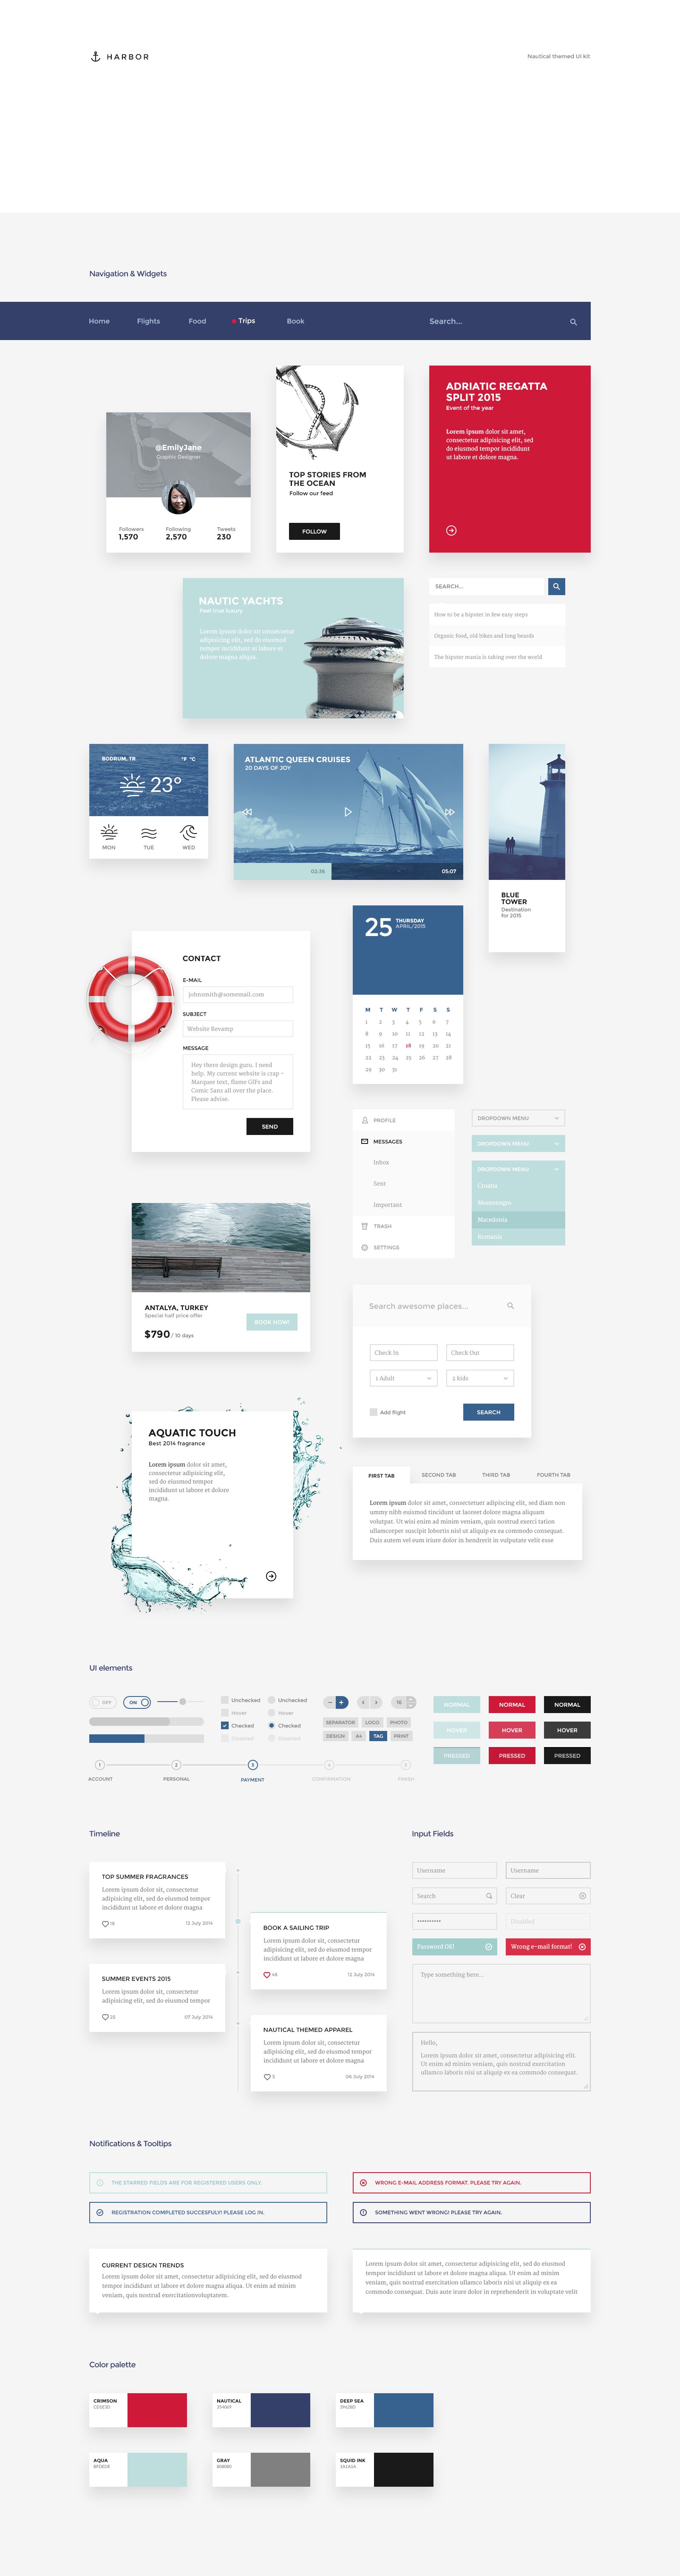 HARBOR
Nautical themed UI kit
Navigation & Widgets
Home Flights Food Trips Book Search...
@EmilyJane
Graphic Designer
Followers Following Tweets
1,570 2,570 230
TOP STORIES FROM
THE OCEAN
Follow our feed
FOLLOW
ADRIATIC REGATTA
SPLIT 2015
Event of the year
Lorem ipsum dolor sit amet,
consectetur adipisicing elit, sed
do eiusmod tempor incididunt
ut labore et dolore magna.
NAUTIC YACHTS
Feel true luxury
Lorem ipsum dolor sit consectetur
adipisicing elit, sed do eiusmod
tempor incididunt ut labore et
dolore magna aliqua.
SEARCH...
How to be a hipster in few easy steps
Organic food, old bikes and long beards
The hipster mania is taking over the world
BODRUM, TR °F °C
23°
MON TUE WED
ATLANTIC QUEEN CRUISES
20 DAYS OF JOY
02:36 05:07
BLUE
TOWER
Destination
for 2015
CONTACT
E-MAIL
johnsmith@somemail.com
SUBJECT
Website Revamp
MESSAGE
Hey there design guru. I need
help. My current website is crap -
Marquee text, flame GIFs and
Comic Sans all over the place.
Please advise.
SEND
25 THURSDAY
APRIL/2015
M T W T F S S
1 2 3 4 5 6 7
8 9 10 11 12 13 14
15 16 17 18 19 20 21
22 23 24 25 26 27 28
29 30 31
PROFILE
MESSAGES
Inbox
Sent
Important
TRASH
SETTINGS
DROPDOWN MENU
DROPDOWN MENU
DROPDOWN MENU
Croatia
Montenegro
Macedonia
Romania
ANTALYA, TURKEY
Special half price offer
$790 / 10 days
BOOK NOW!
Search awesome places...
Check In Check Out
1 Adult 2 kids
Add flight SEARCH
AQUATIC TOUCH
Best 2014 fragrance
Lorem ipsum dolor sit amet,
consectetur adipisicing elit,
sed do eiusmod tempor
incididunt ut labore et dolore
magna.
FIRST TAB SECOND TAB THIRD TAB FOURTH TAB
Lorem ipsum dolor sit amet, consectetuer adipiscing elit, sed diam non
ummy nibh euismod tincidunt ut laoreet dolore magna aliquam
volutpat. Ut wisi enim ad minim veniam, quis nostrud exerci tation
ullamcorper suscipit lobortis nisl ut aliquip ex ea commodo consequat.
Duis autem vel eum iriure dolor in hendrerit in vulputate velit esse
UI elements
OFF ON
Unchecked Unchecked
Hover Hover
Checked Checked
Disabled Disabled
16
SEPARATOR LOGO PHOTO
DESIGN A4 TAG PRINT
NORMAL NORMAL NORMAL
HOVER HOVER HOVER
PRESSED PRESSED PRESSED
1 2 3 4 5
ACCOUNT PERSONAL PAYMENT CONFIRMATION FINISH
Timeline
TOP SUMMER FRAGRANCES
Lorem ipsum dolor sit, consectetur
adipisicing elit, sed do eiusmod tempor
incididunt ut labore et dolore magna
18 13 July 2014
BOOK A SAILING TRIP
Lorem ipsum dolor sit, consectetur
adipisicing elit, sed do eiusmod tempor
incididunt ut labore et dolore magna
46 12 July 2014
SUMMER EVENTS 2015
Lorem ipsum dolor sit, consectetur
adipisicing elit, sed do eiusmod tempor
25 07 July 2014
NAUTICAL THEMED APPAREL
Lorem ipsum dolor sit, consectetur
adipisicing elit, sed do eiusmod tempor
incididunt ut labore et dolore magna
5 06 July 2014
Input Fields
Username Username
Search Clear
•••••••••• Disabled
Password OK! Wrong e-mail format!
Type something here...
Hello,
Lorem ipsum dolor sit amet, consectetur adipisicing elit.
Ut enim ad minim veniam, quis nostrud exercitation
ullamco laboris nisi ut aliquip ex ea commodo consequat.
Notifications & Tooltips
THE STARRED FIELDS ARE FOR REGISTERED USERS ONLY.
WRONG E-MAIL ADDRESS FORMAT. PLEASE TRY AGAIN.
REGISTRATION COMPLETED SUCCESFULY! PLEASE LOG IN.
SOMETHING WENT WRONG! PLEASE TRY AGAIN.
CURRENT DESIGN TRENDS
Lorem ipsum dolor sit amet, consectetur adipisicing elit, sed do eiusmod
tempor incididunt ut labore et dolore magna aliqua. Ut enim ad minim
veniam, quis nostrud exercitationvoluptatem.
Lorem ipsum dolor sit amet, consectetur adipisicing elit, sed do eiusmod
tempor incididunt ut labore et dolore magna aliqua. Ut enim ad minim
veniam, quis nostrud exercitation ullamco laboris nisi ut aliquip ex ea
commodo consequat. Duis aute irure dolor in reprehenderit in voluptate velit
Color palette
CRIMSON NAUTICAL DEEP SEA
AQUA GRAY SQUID INK
BFDEDE 808080 1A1A1A